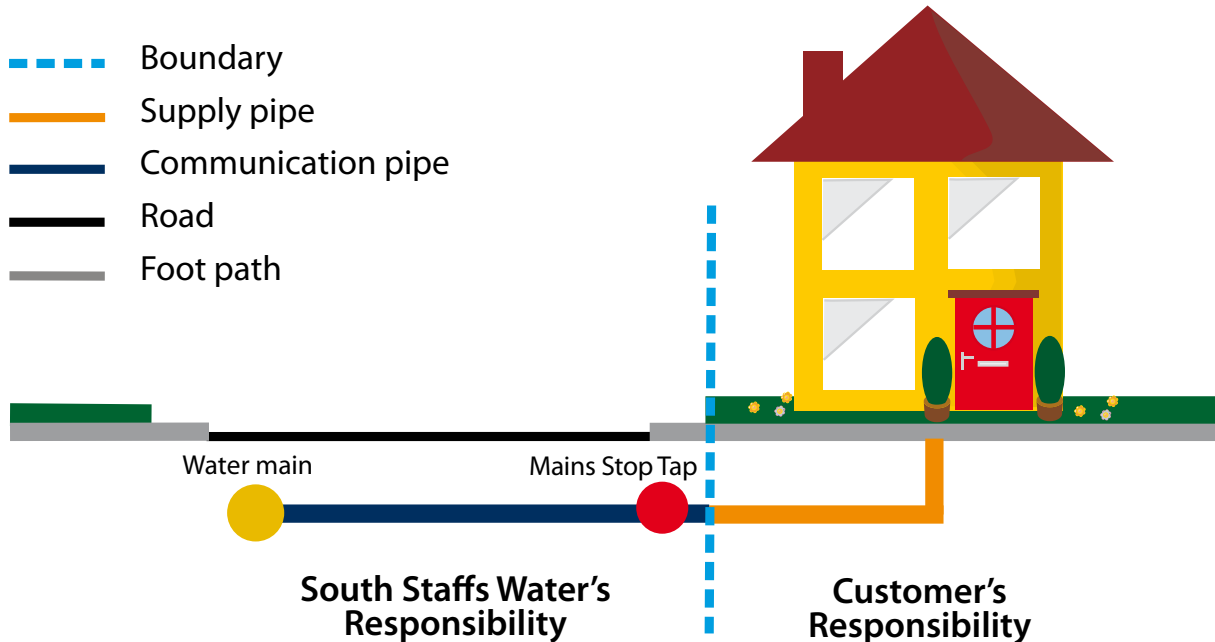 Boundary
Supply pipe
Communication pipe
Road
Foot path
Water main
Mains Stop Tap
South Staffs Water's
Responsibility
Customer's
Responsibility